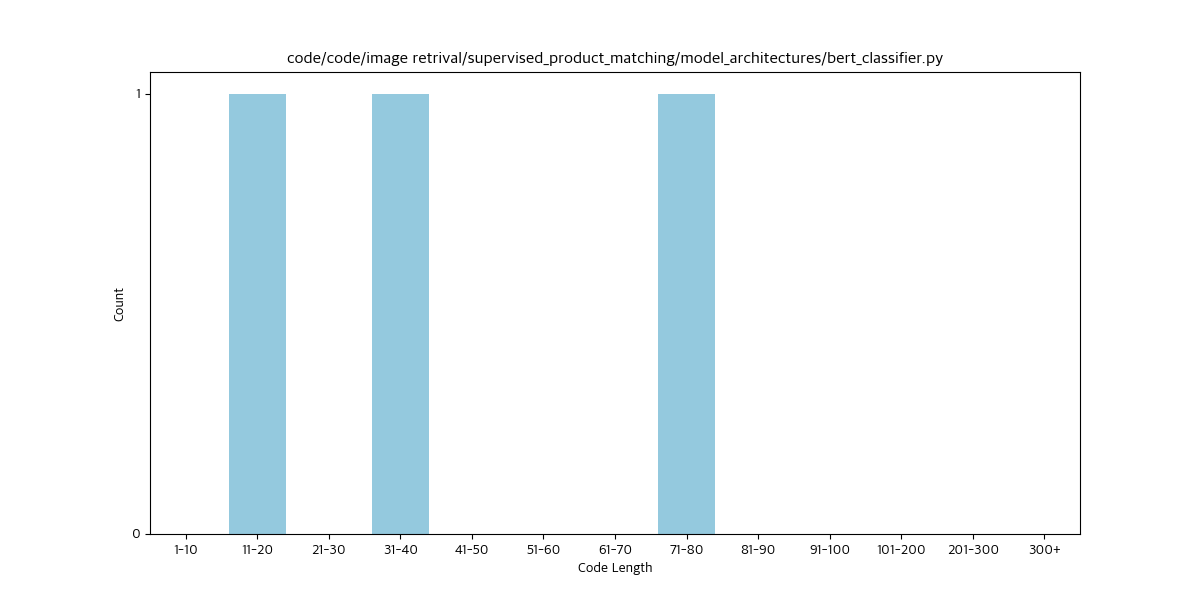 code/code/image retrival/supervised_product_matching/model_architectures/bert_classifier.py
1
Count
0
1-10 11-20 21-30 31-40 41-50 51-60 61-70 71-80 81-90 91-100 101-200 201-300 300+
Code Length